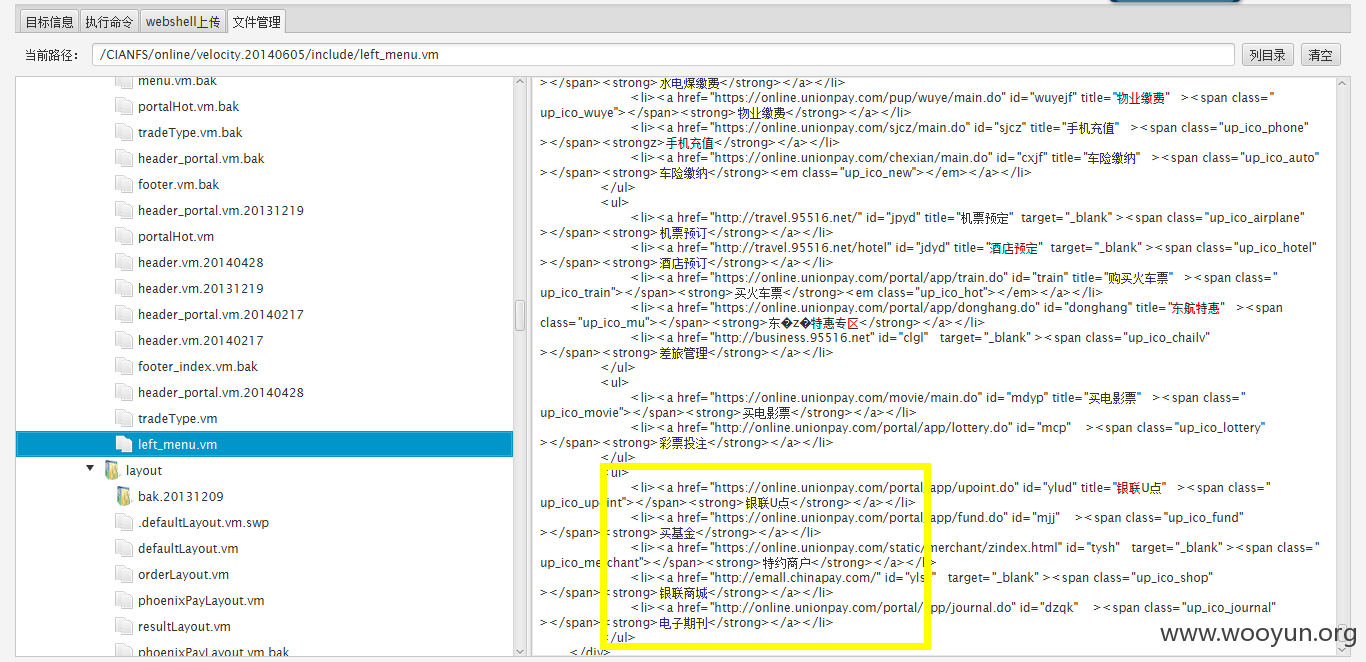 目标信息 执行命令 webshell上传 文件管理
当前路径： /CIANFS/online/velocity.20140605/include/left_menu.vm 列目录 清空
menu.vm.bak
portalHot.vm.bak
tradeType.vm.bak
header_portal.vm.bak
footer.vm.bak
header_portal.vm.20131219
portalHot.vm
header.vm.20140428
header.vm.20131219
header_portal.vm.20140217
header.vm.20140217
footer_index.vm.bak
header_portal.vm.20140428
tradeType.vm
left_menu.vm
layout
bak.20131209
.defaultLayout.vm.swp
defaultLayout.vm
orderLayout.vm
phoenixPayLayout.vm
resultLayout.vm
phoenixPayLayout.vm.bak
></span><strong>水电煤缴费</strong></a></li>
<li><a href="https://online.unionpay.com/pup/wuye/main.do" id="wuyejf" title="物业缴费" ><span class="
up_ico_wuye"></span><strong>物业缴费</strong></a></li>
<li><a href="https://online.unionpay.com/sjcz/main.do" id="sjcz" title="手机充值" ><span class="up_ico_phone"
></span><strongz>手机充值</strong></a></li>
<li><a href="https://online.unionpay.com/chexian/main.do" id="cxjf" title="车险缴纳" ><span class="up_ico_auto"
></span><strong>车险缴纳</strong><em class="up_ico_new"></em></a></li>
</ul>
<ul>
<li><a href="http://travel.95516.net/" id="jpyd" title="机票预定" target="_blank" ><span class="up_ico_airplane"
></span><strong>机票预订</strong></a></li>
<li><a href="http://travel.95516.net/hotel" id="jdyd" title="酒店预定" target="_blank" ><span class="up_ico_hotel"
></span><strong>酒店预订</strong></a></li>
<li><a href="https://online.unionpay.com/portal/app/train.do" id="train" title="购买火车票" ><span class="
up_ico_train"></span><strong>买火车票</strong><em class="up_ico_hot"></em></a></li>
<li><a href="https://online.unionpay.com/portal/app/donghang.do" id="donghang" title="东航特惠" ><span
class="up_ico_mu"></span><strong>东�z�特惠专区</strong></a></li>
<li><a href="http://business.95516.net" id="clgl" target="_blank" ><span class="up_ico_chailv"
></span><strong>差旅管理</strong></a></li>
</ul>
<ul>
<li><a href="https://online.unionpay.com/movie/main.do" id="mdyp" title="买电影票" ><span class="
up_ico_movie"></span><strong>买电影票</strong></a></li>
<li><a href="http://online.unionpay.com/portal/app/lottery.do" id="mcp" ><span class="up_ico_lottery"
></span><strong>彩票投注</strong></a></li>
</ul>
<ul>
<li><a href="https://online.unionpay.com/portal/app/upoint.do" id="ylud" title="银联U点" ><span class="
up_ico_upoint"></span><strong>银联U点</strong></a></li>
<li><a href="https://online.unionpay.com/portal/app/fund.do" id="mjj" ><span class="up_ico_fund"
></span><strong>买基金</strong></a></li>
<li><a href="https://online.unionpay.com/static/merchant/zindex.html" id="tysh" target="_blank" ><span class="
up_ico_merchant"></span><strong>特约商户</strong></a></li>
<li><a href="http://emall.chinapay.com/" target="_blank" ><span class="up_ico_shop"
></span><strong>银联商城</strong></a></li>
<li><a href="http://online.unionpay.com/portal/app/journal.do" id="dzqk" ><span class="up_ico_journal"
></span><strong>电子期刊</strong></a></li>
</ul>
</div>
www.wooyun.org